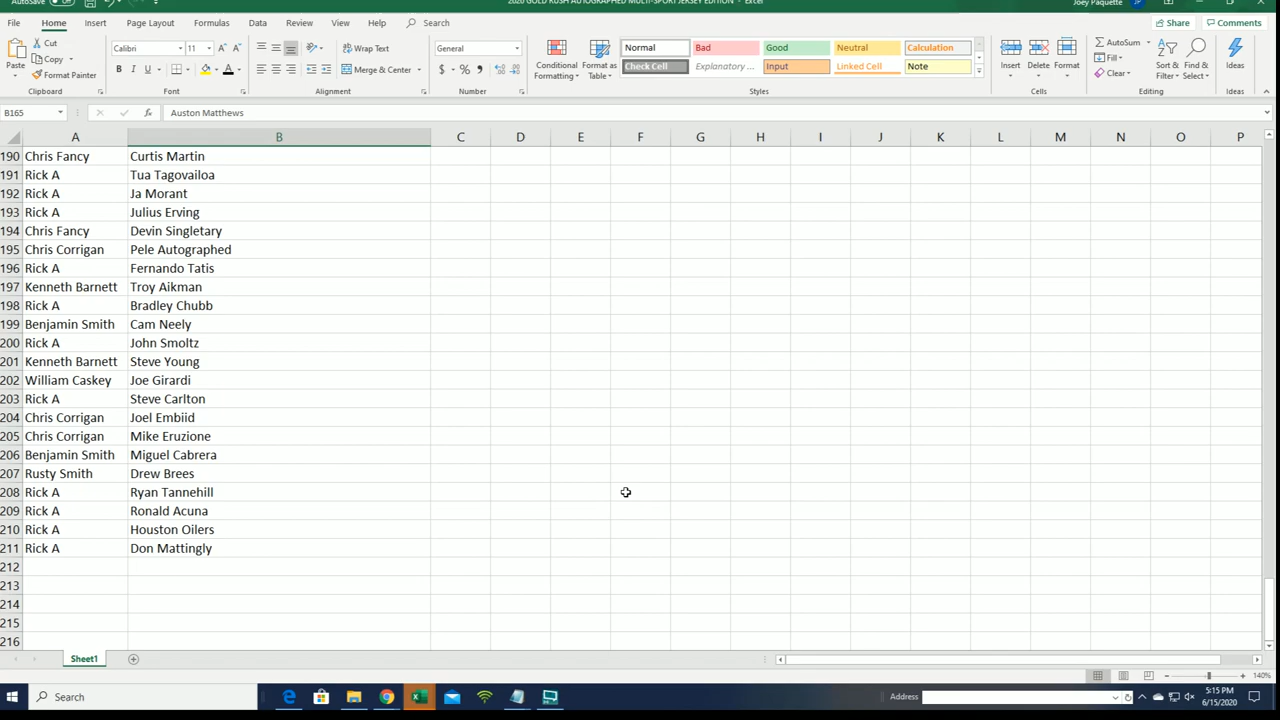 AutoSave Off 2020 GOLD RUSH AUTOGRAPHED MULTI-SPORT JERSEY EDITION - Excel Joey Paquette JP
File Home Insert Page Layout Formulas Data Review View Help Search Share Comments
Paste Cut Copy Format Painter Clipboard
Calibri 11 A A B I U A Font
Wrap Text Merge & Center Alignment
General $ % , Number
Conditional Formatting Format as Table Normal Bad Good Neutral Calculation
Check Cell Explanatory ... Input Linked Cell Note Styles
Insert Delete Format Cells
AutoSum Fill Clear Sort & Filter Find & Select Editing
Ideas Ideas
B165 fx Auston Matthews
A B C D E F G H I J K L M N O P
190 Chris Fancy Curtis Martin
191 Rick A Tua Tagovailoa
192 Rick A Ja Morant
193 Rick A Julius Erving
194 Chris Fancy Devin Singletary
195 Chris Corrigan Pele Autographed
196 Rick A Fernando Tatis
197 Kenneth Barnett Troy Aikman
198 Rick A Bradley Chubb
199 Benjamin Smith Cam Neely
200 Rick A John Smoltz
201 Kenneth Barnett Steve Young
202 William Caskey Joe Girardi
203 Rick A Steve Carlton
204 Chris Corrigan Joel Embiid
205 Chris Corrigan Mike Eruzione
206 Benjamin Smith Miguel Cabrera
207 Rusty Smith Drew Brees
208 Rick A Ryan Tannehill
209 Rick A Ronald Acuna
210 Rick A Houston Oilers
211 Rick A Don Mattingly
212
213
214
215
216
Sheet1
140%
Search Address 5:15 PM
6/15/2020